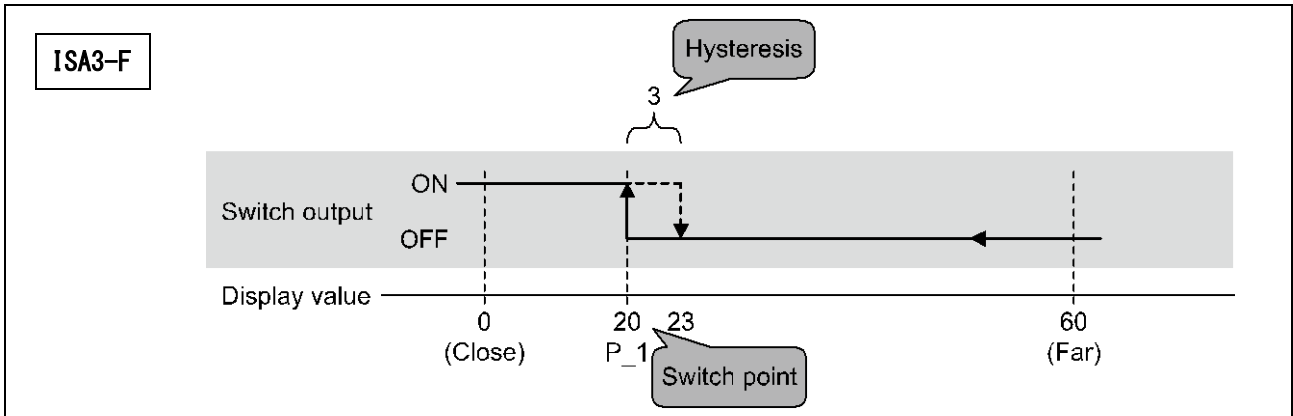 ISA3-F
Hysteresis
3
ON
Switch output
OFF
Display value
0 20 23 60
(Close) P_1 (Far)
Switch point